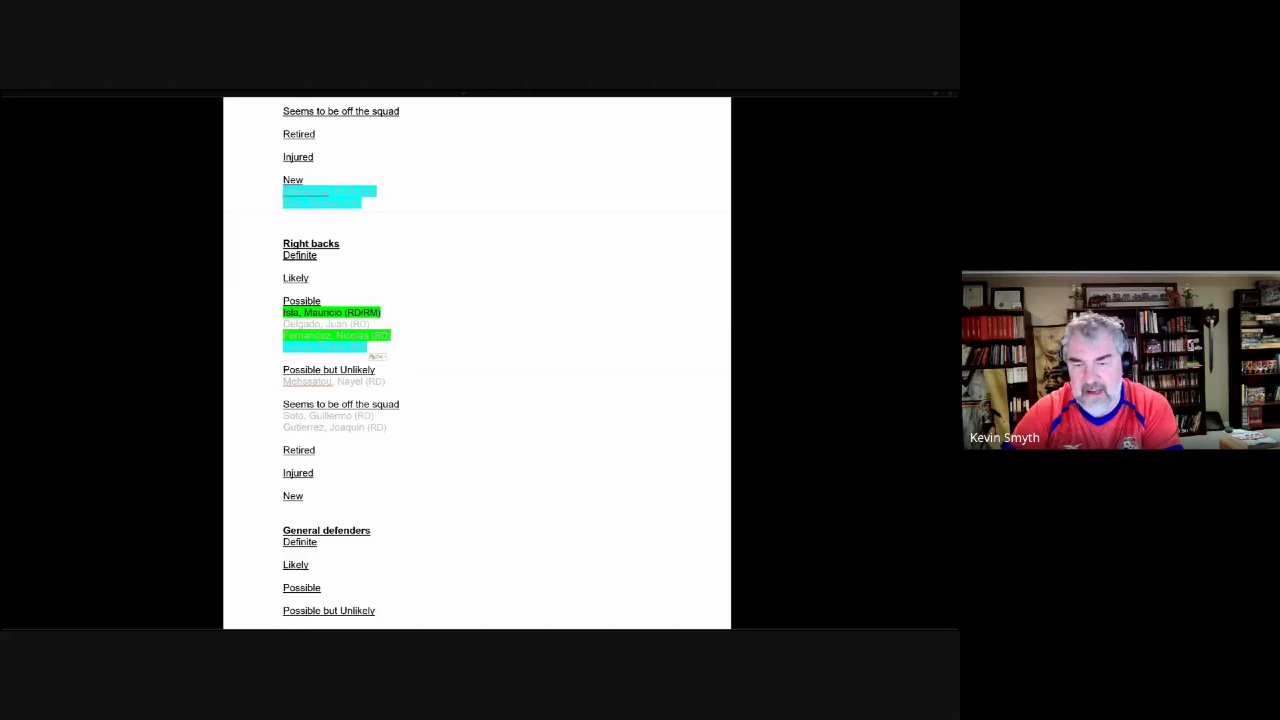 Seems to be off the squad
Retired
Injured
New
Right backs
Definite
Likely
Possible
Isla, Mauricio (RD/RM)
Delgado, Juan (RD)
Fernandez, Nicolas (RD)
Possible but Unlikely
Mehssatou, Nayel (RD)
Seems to be off the squad
Soto, Guillermo (RD)
Gutierrez, Joaquin (RD)
Retired
Injured
New
General defenders
Definite
Likely
Possible
Possible but Unlikely
Kevin Smyth